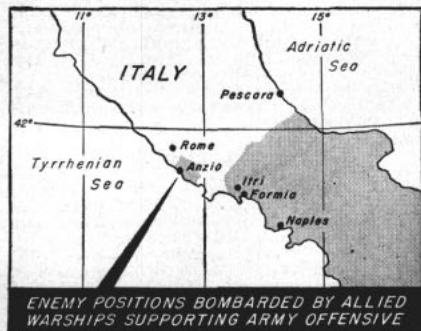 11° 13° 15°
Adriatic
Sea
ITALY
Pescara
42°
Rome
Tyrrhenian
Sea
Anzio
Itri
Formia
Naples
ENEMY POSITIONS BOMBARDED BY ALLIED
WARSHIPS SUPPORTING ARMY OFFENSIVE